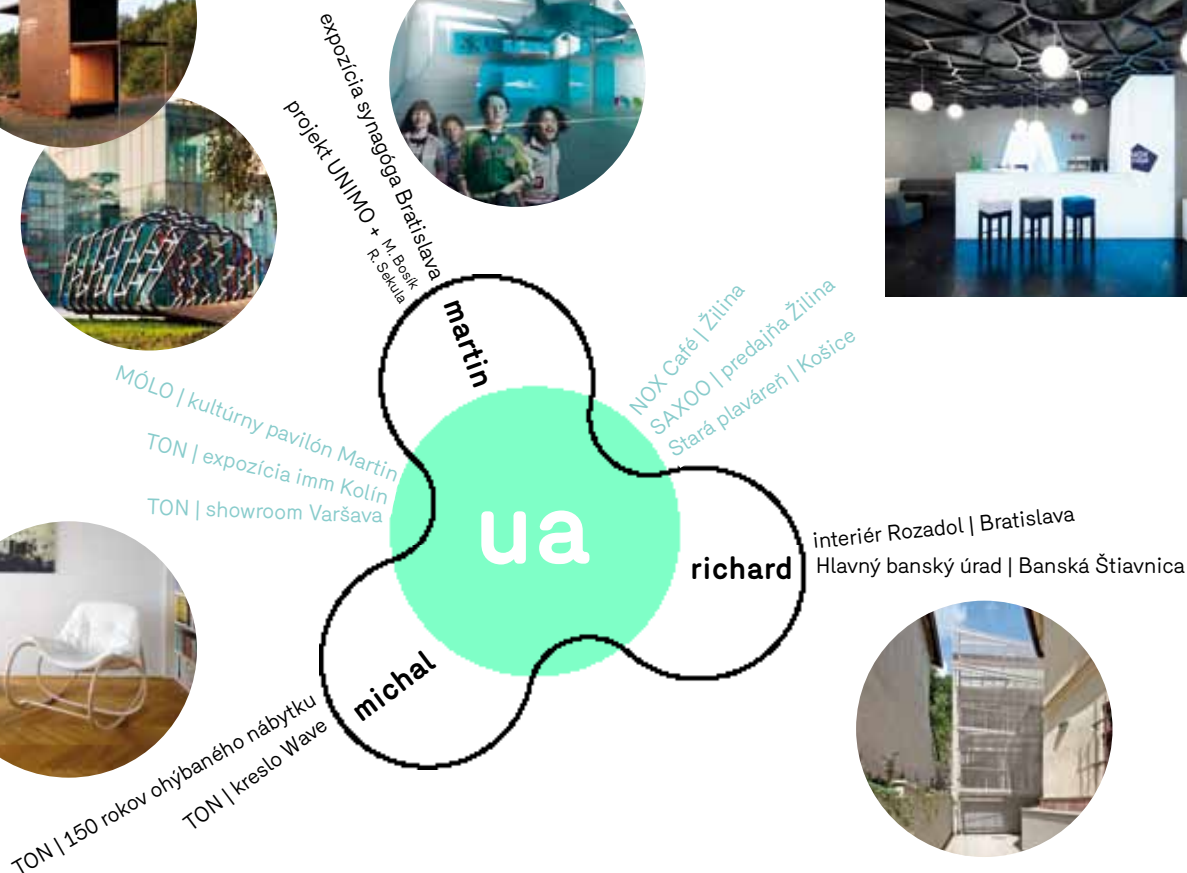 expozícia synagóga Bratislava
projekt UNIMO +
M. Bosík
R. Sekula
martin
NOX Café | Žilina
SAXOO | predajňa Žilina
Stará plaváreň | Košice
MÓLO | kultúrny pavilón Martin
TON | expozícia imm Kolín
TON | showroom Varšava
ua
richard
interiér Rozadol | Bratislava
Hlavný banský úrad | Banská Štiavnica
michal
TON | 150 rokov ohýbaného nábytku
TON | kreslo Wave